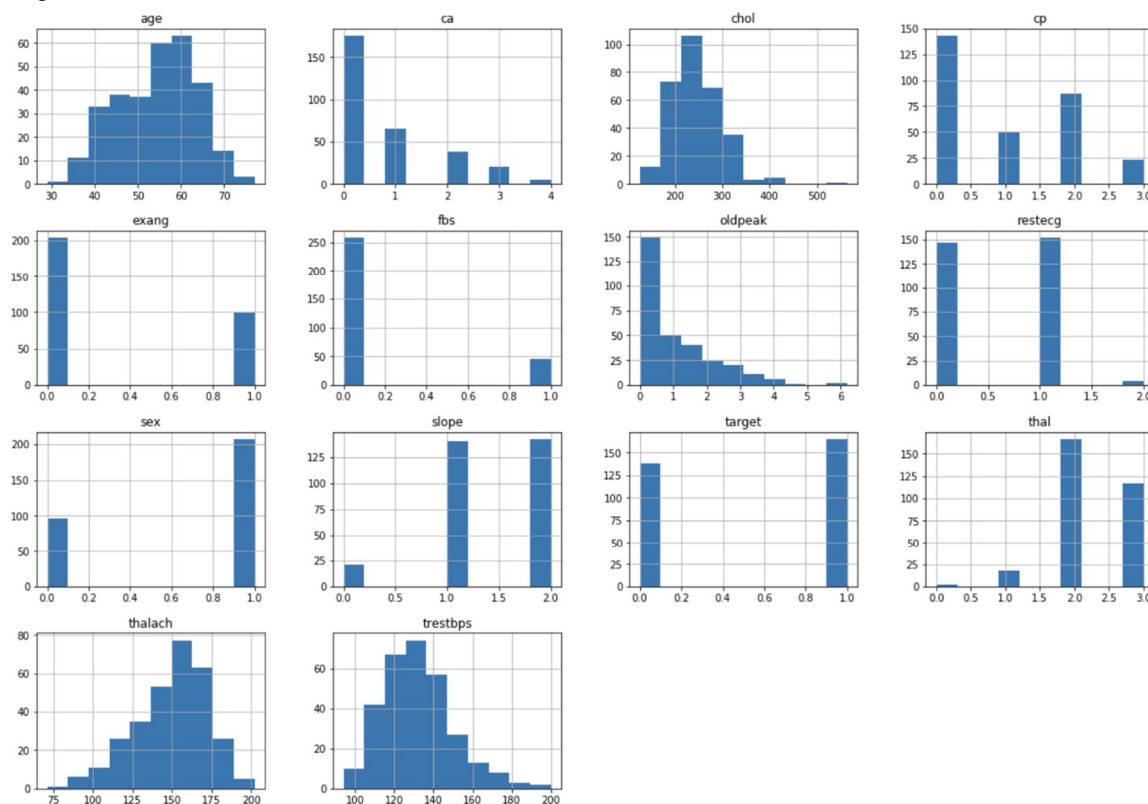 age ca chol cp
60 150 100 150
50 80 125
40 100 60 100
30 75
20 50 40 50
10 20 25
0 0 0 0
30 40 50 60 70 0 1 2 3 4 200 300 400 500 0.0 0.5 1.0 1.5 2.0 2.5 3.0
exang fbs oldpeak restecg
200 250 150 150
150 200 125 125
100 150 100 100
100 75 75
50 50 50 50
25 25
0 0 0 0
0.0 0.2 0.4 0.6 0.8 1.0 0.0 0.2 0.4 0.6 0.8 1.0 0 1 2 3 4 5 6 0.0 0.5 1.0 1.5 2.0
sex slope target thal
200 125 150 150
150 100 125 125
100 75 100 100
50 75 75
50 25 50 50
25 25
0 0 0 0
0.0 0.2 0.4 0.6 0.8 1.0 0.0 0.5 1.0 1.5 2.0 0.0 0.2 0.4 0.6 0.8 1.0 0.0 0.5 1.0 1.5 2.0 2.5 3.0
thalach trestbps
80
60 60
40 40
20 20
0 0
75 100 125 150 175 200 100 120 140 160 180 200